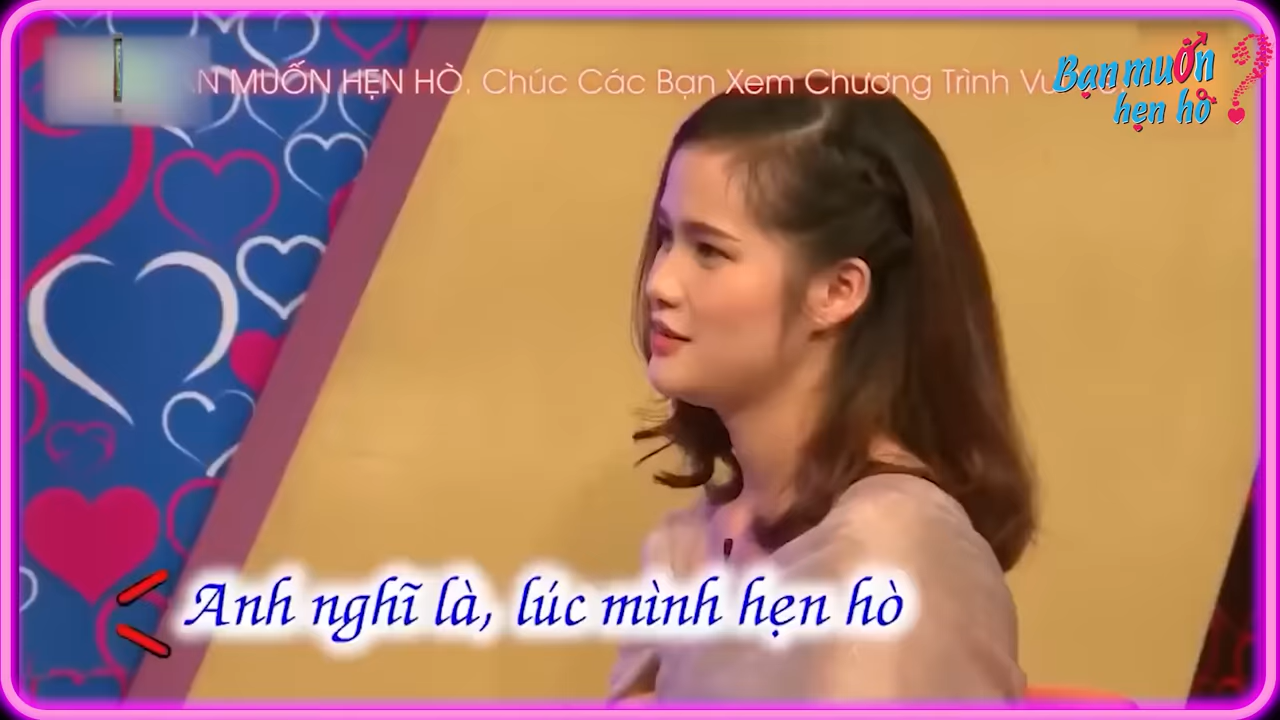 N MUỐN HẸN HÒ. Chúc Các Bạn Xem Chương Trình Vu
Bạn muốn
hẹn hò
?
Anh nghĩ là, lúc mình hẹn hò